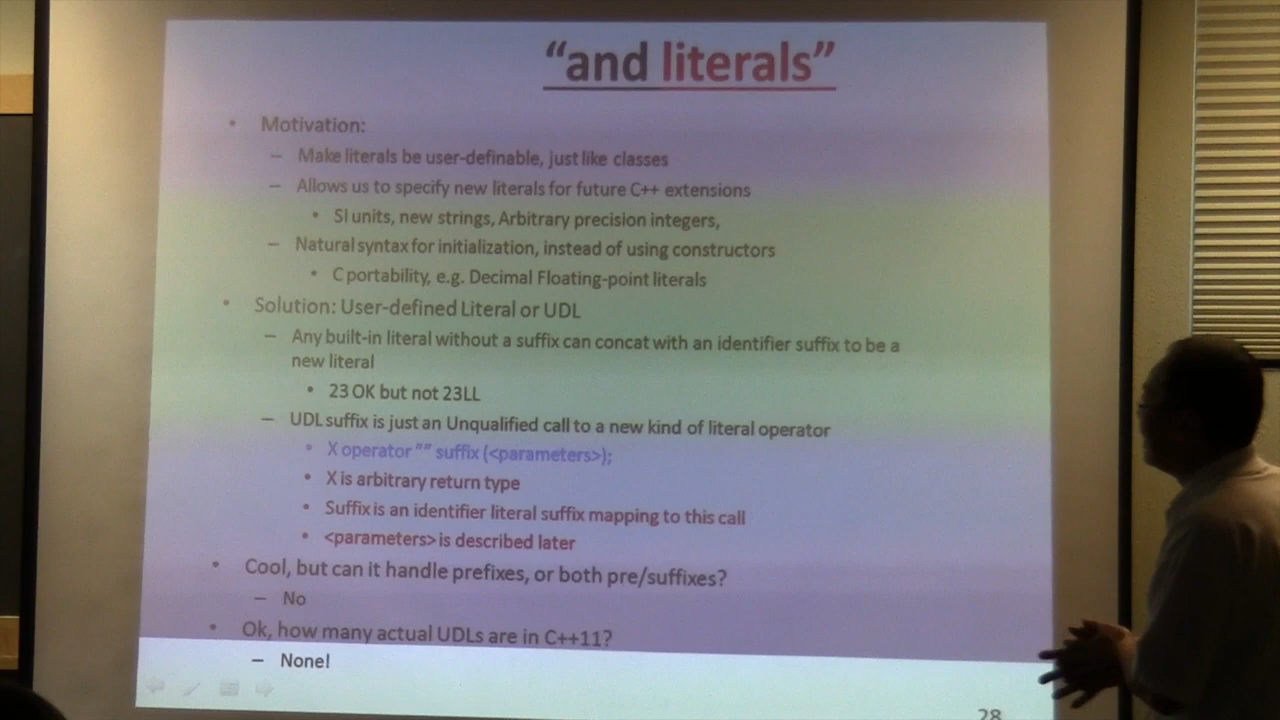 “and literals”
• Motivation:
– Make literals be user-definable, just like classes
– Allows us to specify new literals for future C++ extensions
• SI units, new strings, Arbitrary precision integers,
– Natural syntax for initialization, instead of using constructors
• C portability, e.g. Decimal Floating-point literals
• Solution: User-defined Literal or UDL
– Any built-in literal without a suffix can concat with an identifier suffix to be a
new literal
• 23 OK but not 23LL
– UDL suffix is just an Unqualified call to a new kind of literal operator
• X operator ”” suffix (<parameters>);
• X is arbitrary return type
• Suffix is an identifier literal suffix mapping to this call
• <parameters> is described later
• Cool, but can it handle prefixes, or both pre/suffixes?
– No
• Ok, how many actual UDLs are in C++11?
– None!
28